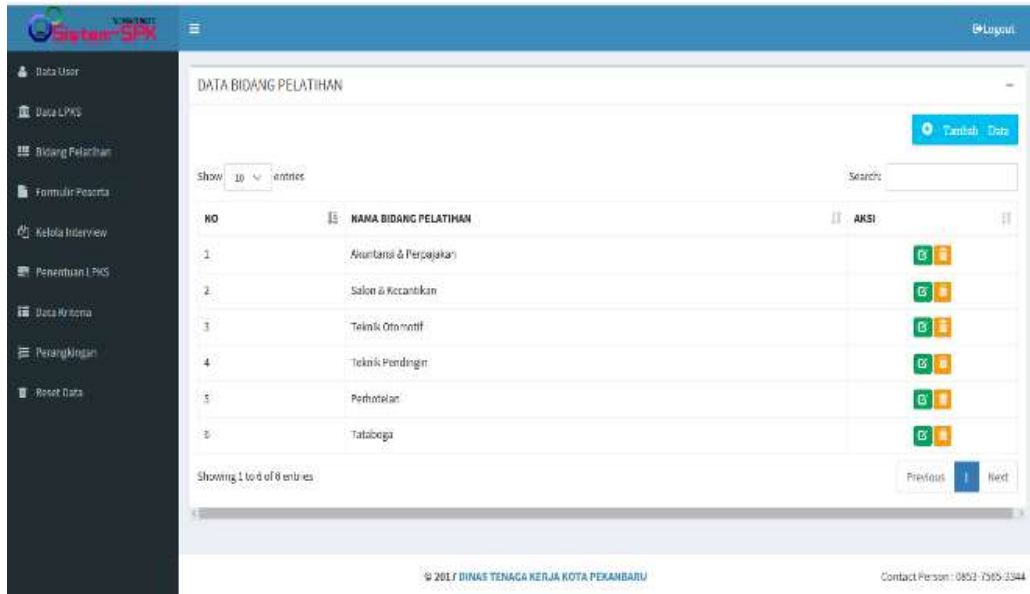 Sistem-SPK
Logout
Data User
Data LPKS
Bidang Pelatihan
Formulir Peserta
Kelola Interview
Penentuan LPKS
Data Kriteria
Perangkingan
Reset Data
DATA BIDANG PELATIHAN
Tambah Data
Show 10 entries
Search:
NO NAMA BIDANG PELATIHAN AKSI
1 Akuntansi & Perpajakan
2 Salon & Kecantikan
3 Teknik Otomotif
4 Teknik Pendingin
5 Perhotelan
6 Tataboga
Showing 1 to 6 of 6 entries
Previous 1 Next
© 2017 DINAS TENAGA KERJA KOTA PEKANBARU
Contact Person : 0853-7565-3344